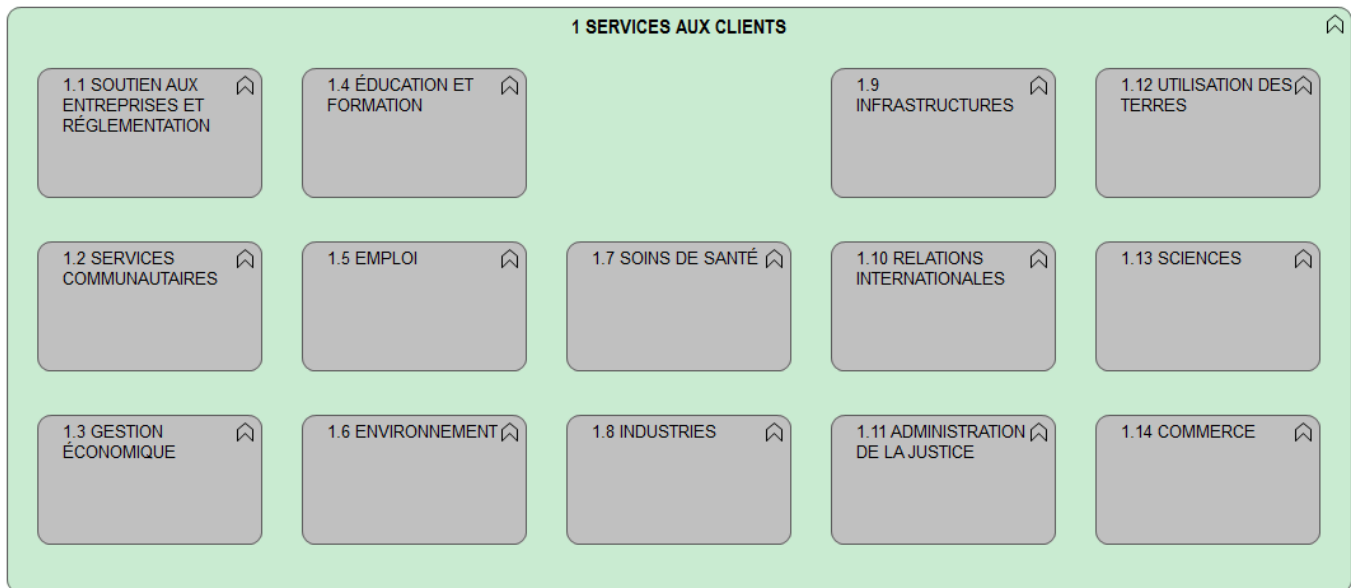 1 SERVICES AUX CLIENTS
1.1 SOUTIEN AUX
ENTREPRISES ET
RÉGLEMENTATION
1.4 ÉDUCATION ET
FORMATION
1.9
INFRASTRUCTURES
1.12 UTILISATION DES
TERRES
1.2 SERVICES
COMMUNAUTAIRES
1.5 EMPLOI
1.7 SOINS DE SANTÉ
1.10 RELATIONS
INTERNATIONALES
1.13 SCIENCES
1.3 GESTION
ÉCONOMIQUE
1.6 ENVIRONNEMENT
1.8 INDUSTRIES
1.11 ADMINISTRATION
DE LA JUSTICE
1.14 COMMERCE